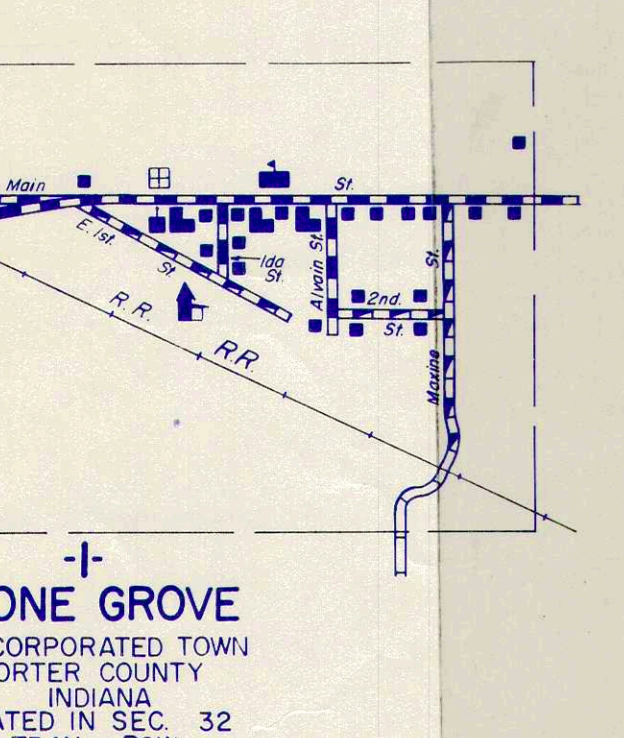 Main St.
E. 1st. St.
Ida St.
Alvain St.
2nd. St.
Maxine St.
R.R. R.R.
ONE GROVE
CORPORATED TOWN
ORTER COUNTY
INDIANA
ATED IN SEC. 32